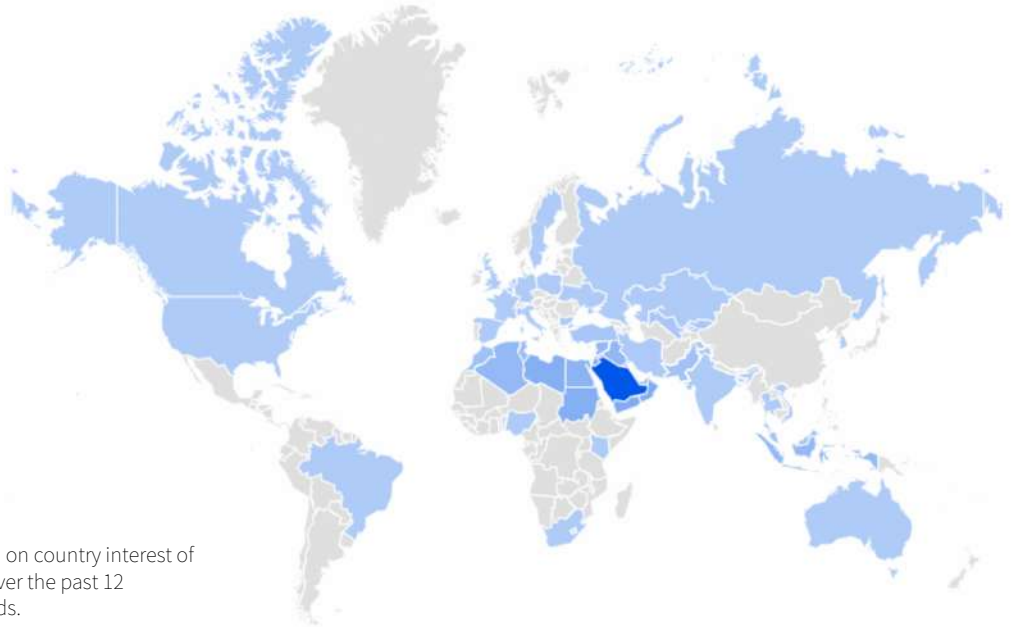 on country interest of
ver the past 12
ds.